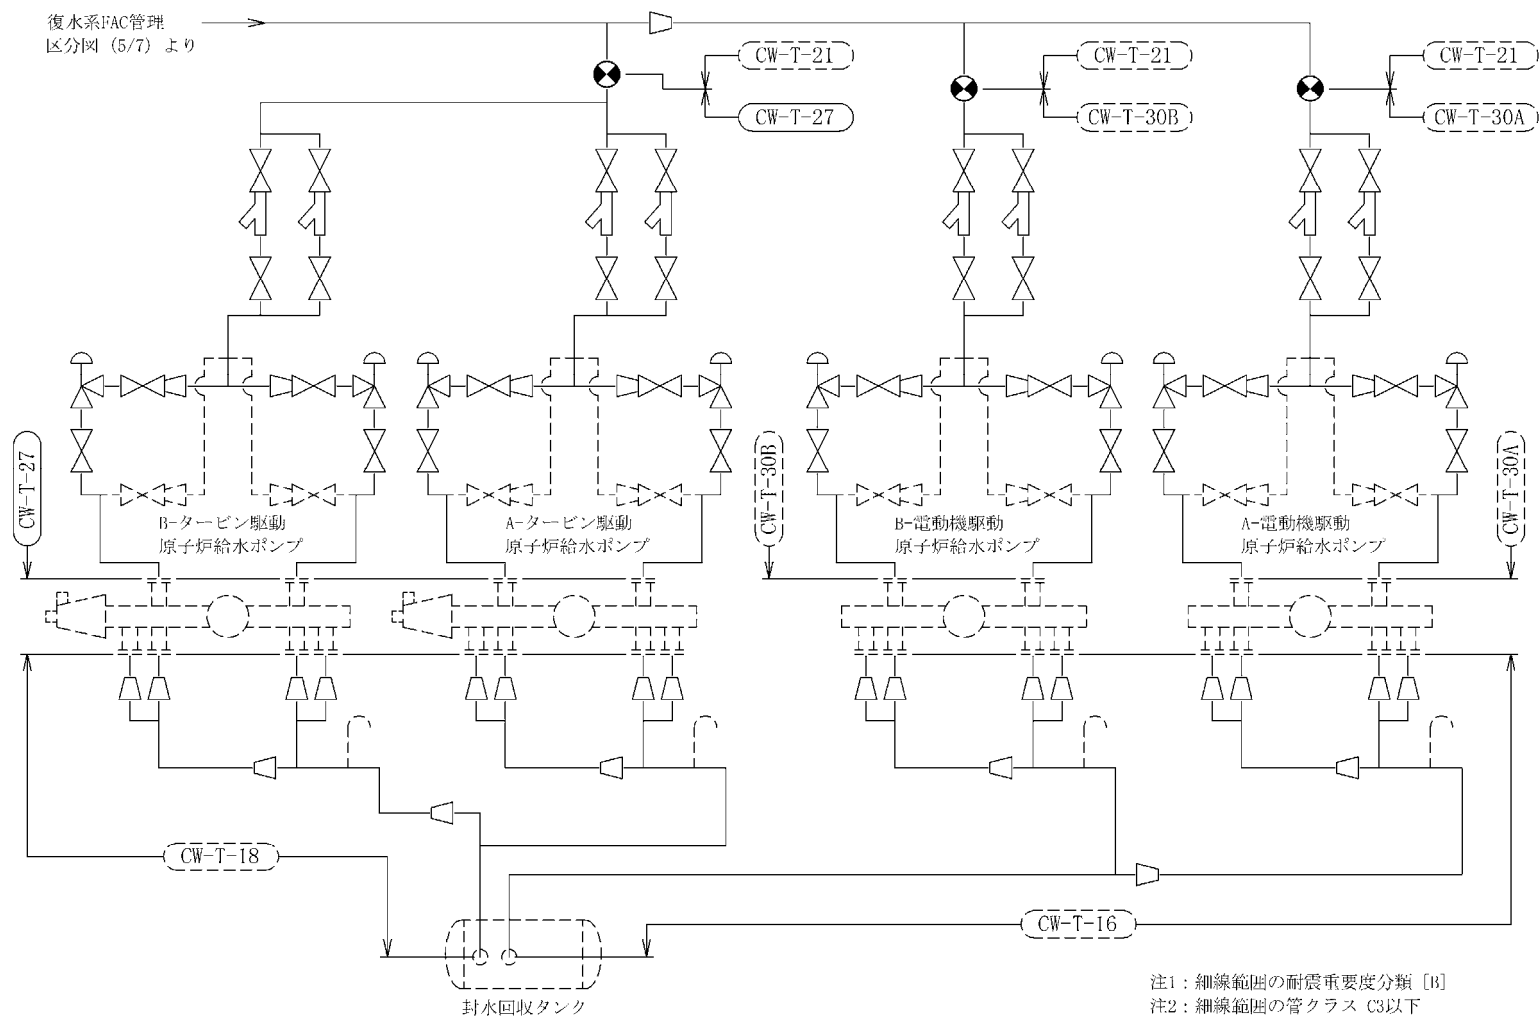 復水系FAC管理
区分図（5/7）より
CW-T-21
CW-T-21
CW-T-21
CW-T-27
CW-T-30B
CW-T-30A
CW-T-27
CW-T-30B
CW-T-30A
B-タービン駆動
原子炉給水ポンプ
A-タービン駆動
原子炉給水ポンプ
B-電動機駆動
原子炉給水ポンプ
A-電動機駆動
原子炉給水ポンプ
CW-T-18
CW-T-16
封水回収タンク
注1：細線範囲の耐震重要度分類［B］
注2：細線範囲の管クラス C3以下